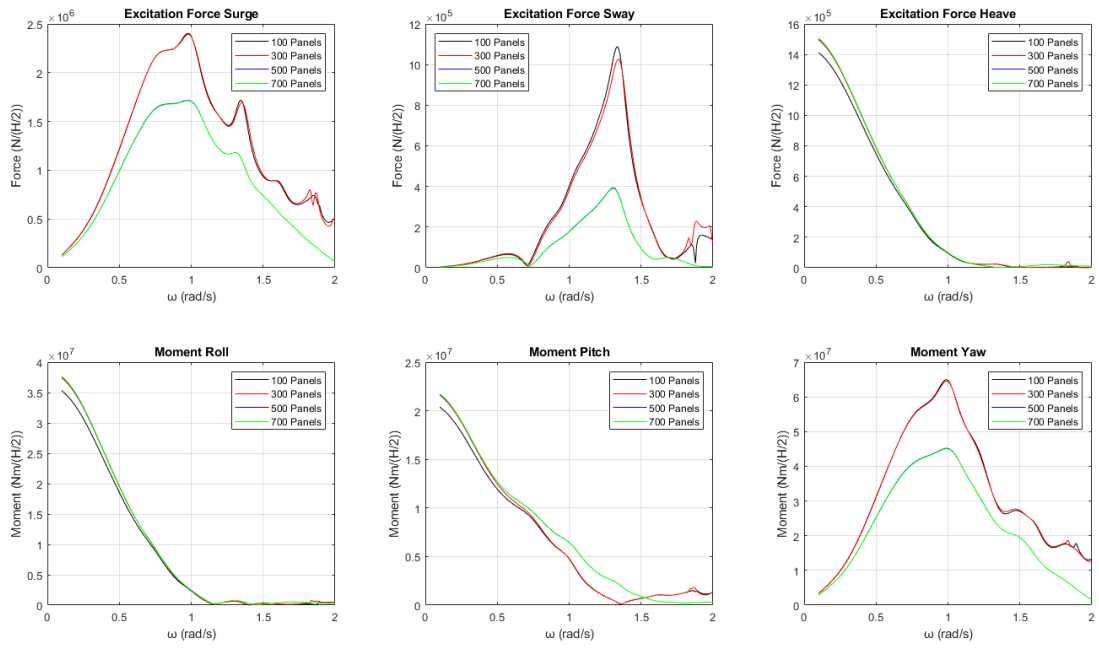 Excitation Force Surge
×10^6
2.5
2
1.5
1
0.5
0
Force (N/(H/2))
0 0.5 1 1.5 2
ω (rad/s)
100 Panels
300 Panels
500 Panels
700 Panels
Excitation Force Sway
×10^5
12
10
8
6
4
2
0
Force (N/(H/2))
0 0.5 1 1.5 2
ω (rad/s)
100 Panels
300 Panels
500 Panels
700 Panels
Excitation Force Heave
×10^5
16
14
12
10
8
6
4
2
0
Force (N/(H/2))
0 0.5 1 1.5 2
ω (rad/s)
100 Panels
300 Panels
500 Panels
700 Panels
Moment Roll
×10^7
4
3.5
3
2.5
2
1.5
1
0.5
0
Moment (Nm/(H/2))
0 0.5 1 1.5 2
ω (rad/s)
100 Panels
300 Panels
500 Panels
700 Panels
Moment Pitch
×10^7
2.5
2
1.5
1
0.5
0
Moment (Nm/(H/2))
0 0.5 1 1.5 2
ω (rad/s)
100 Panels
300 Panels
500 Panels
700 Panels
Moment Yaw
×10^7
7
6
5
4
3
2
1
0
Moment (Nm/(H/2))
0 0.5 1 1.5 2
ω (rad/s)
100 Panels
300 Panels
500 Panels
700 Panels